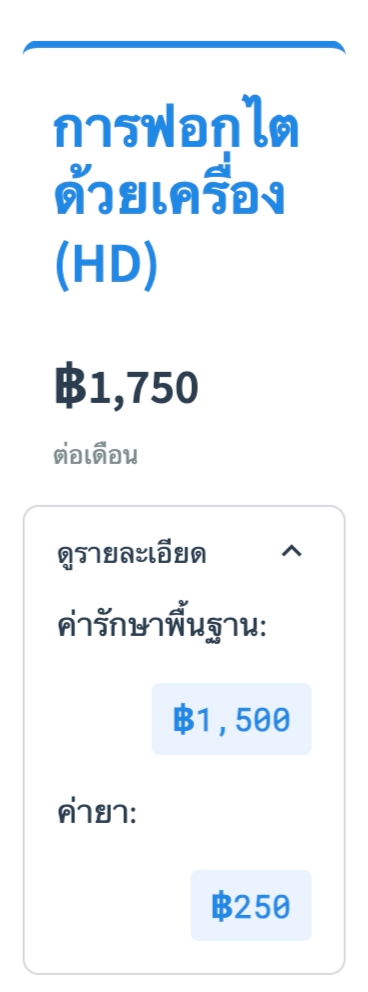 การฟอกไต
ด้วยเครื่อง
(HD)
฿1,750
ต่อเดือน
ดูรายละเอียด
ค่ารักษาพื้นฐาน:
฿1,500
ค่ายา:
฿250